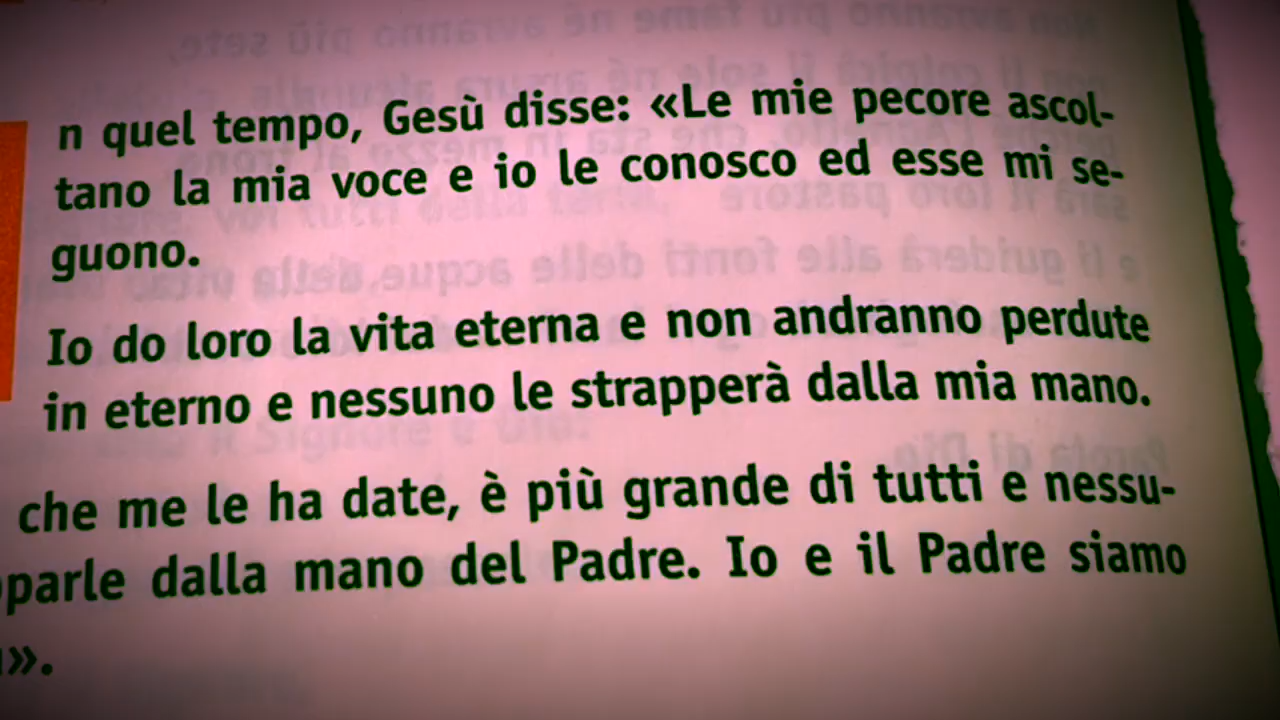 n quel tempo, Gesù disse: «Le mie pecore ascol-
tano la mia voce e io le conosco ed esse mi se-
guono.
Io do loro la vita eterna e non andranno perdute
in eterno e nessuno le strapperà dalla mia mano.
che me le ha date, è più grande di tutti e nessu-
parle dalla mano del Padre. Io e il Padre siamo
».